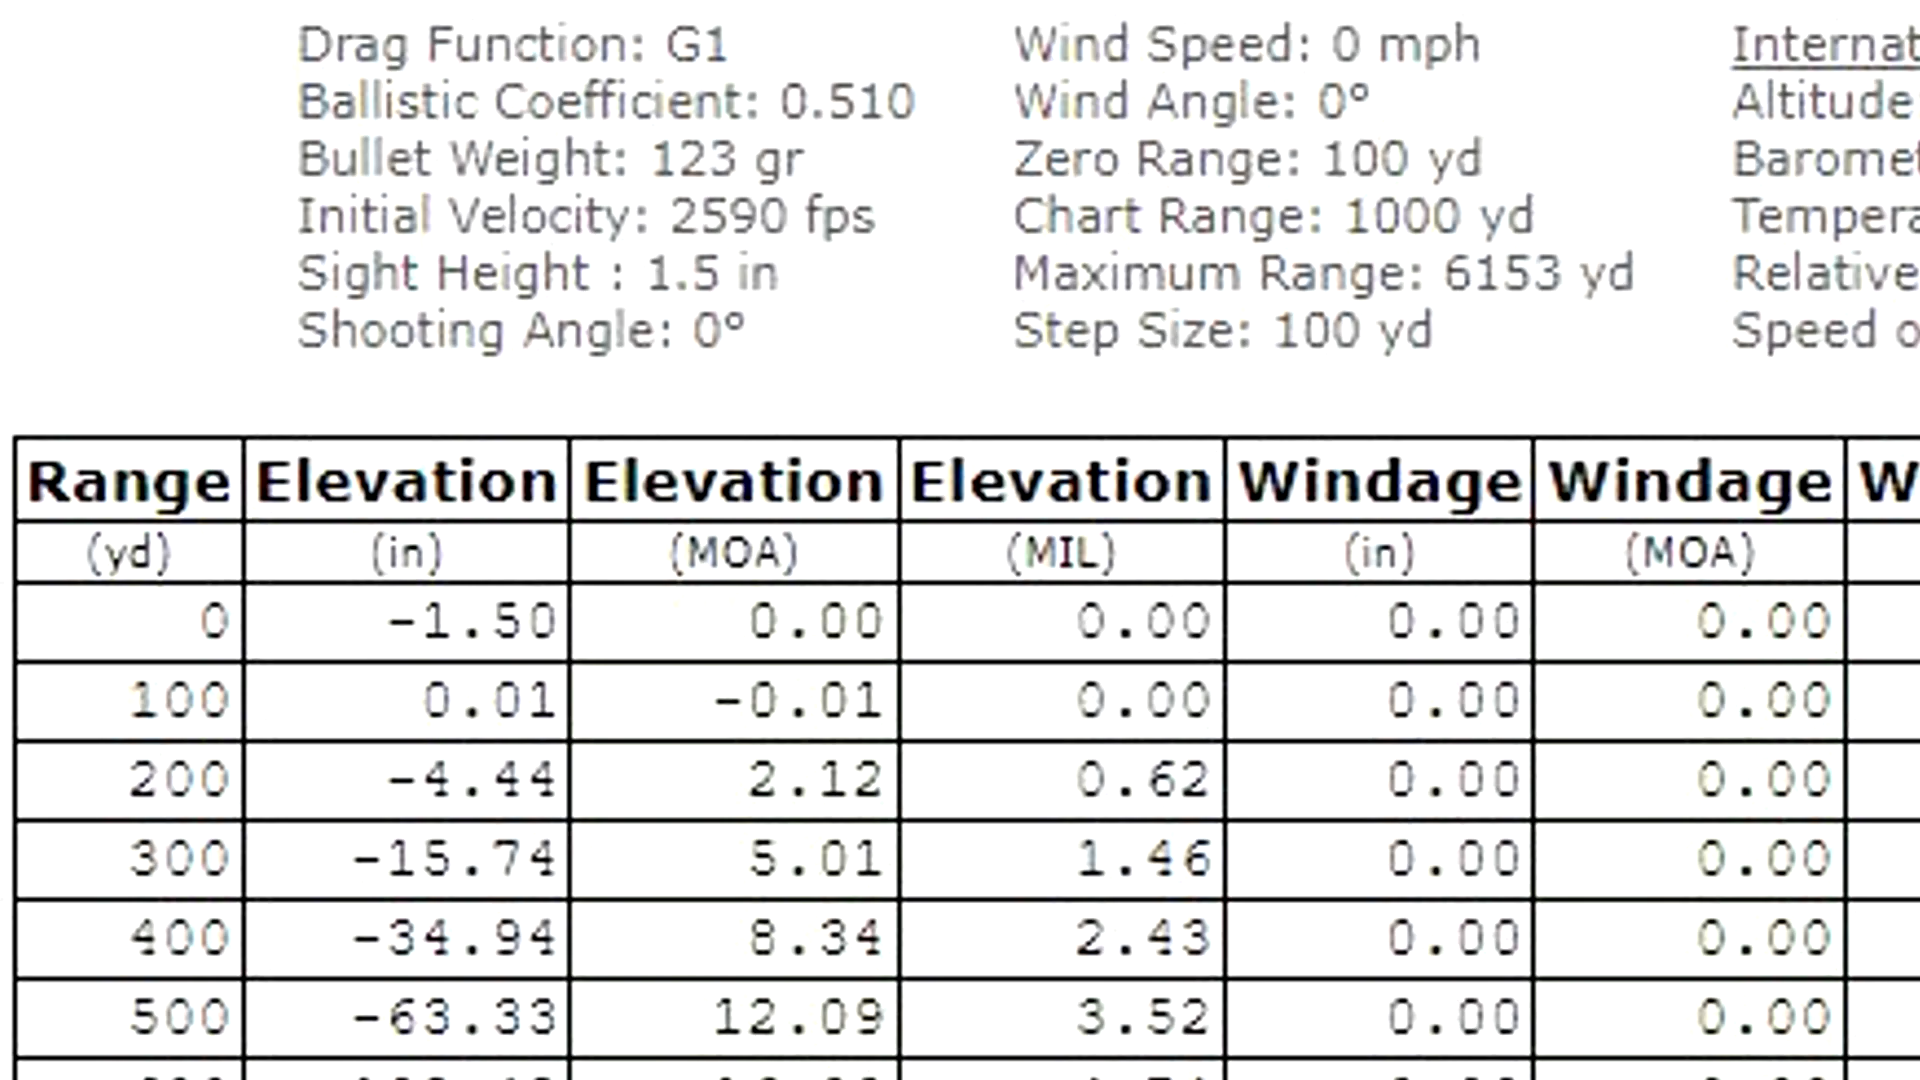 Drag Function: G1 Wind Speed: 0 mph Internat
Ballistic Coefficient: 0.510 Wind Angle: 0° Altitude
Bullet Weight: 123 gr Zero Range: 100 yd Baromet
Initial Velocity: 2590 fps Chart Range: 1000 yd Tempera
Sight Height : 1.5 in Maximum Range: 6153 yd Relative
Shooting Angle: 0° Step Size: 100 yd Speed o
Range Elevation Elevation Elevation Windage Windage W
(yd) (in) (MOA) (MIL) (in) (MOA)
0 -1.50 0.00 0.00 0.00 0.00
100 0.01 -0.01 0.00 0.00 0.00
200 -4.44 2.12 0.62 0.00 0.00
300 -15.74 5.01 1.46 0.00 0.00
400 -34.94 8.34 2.43 0.00 0.00
500 -63.33 12.09 3.52 0.00 0.00